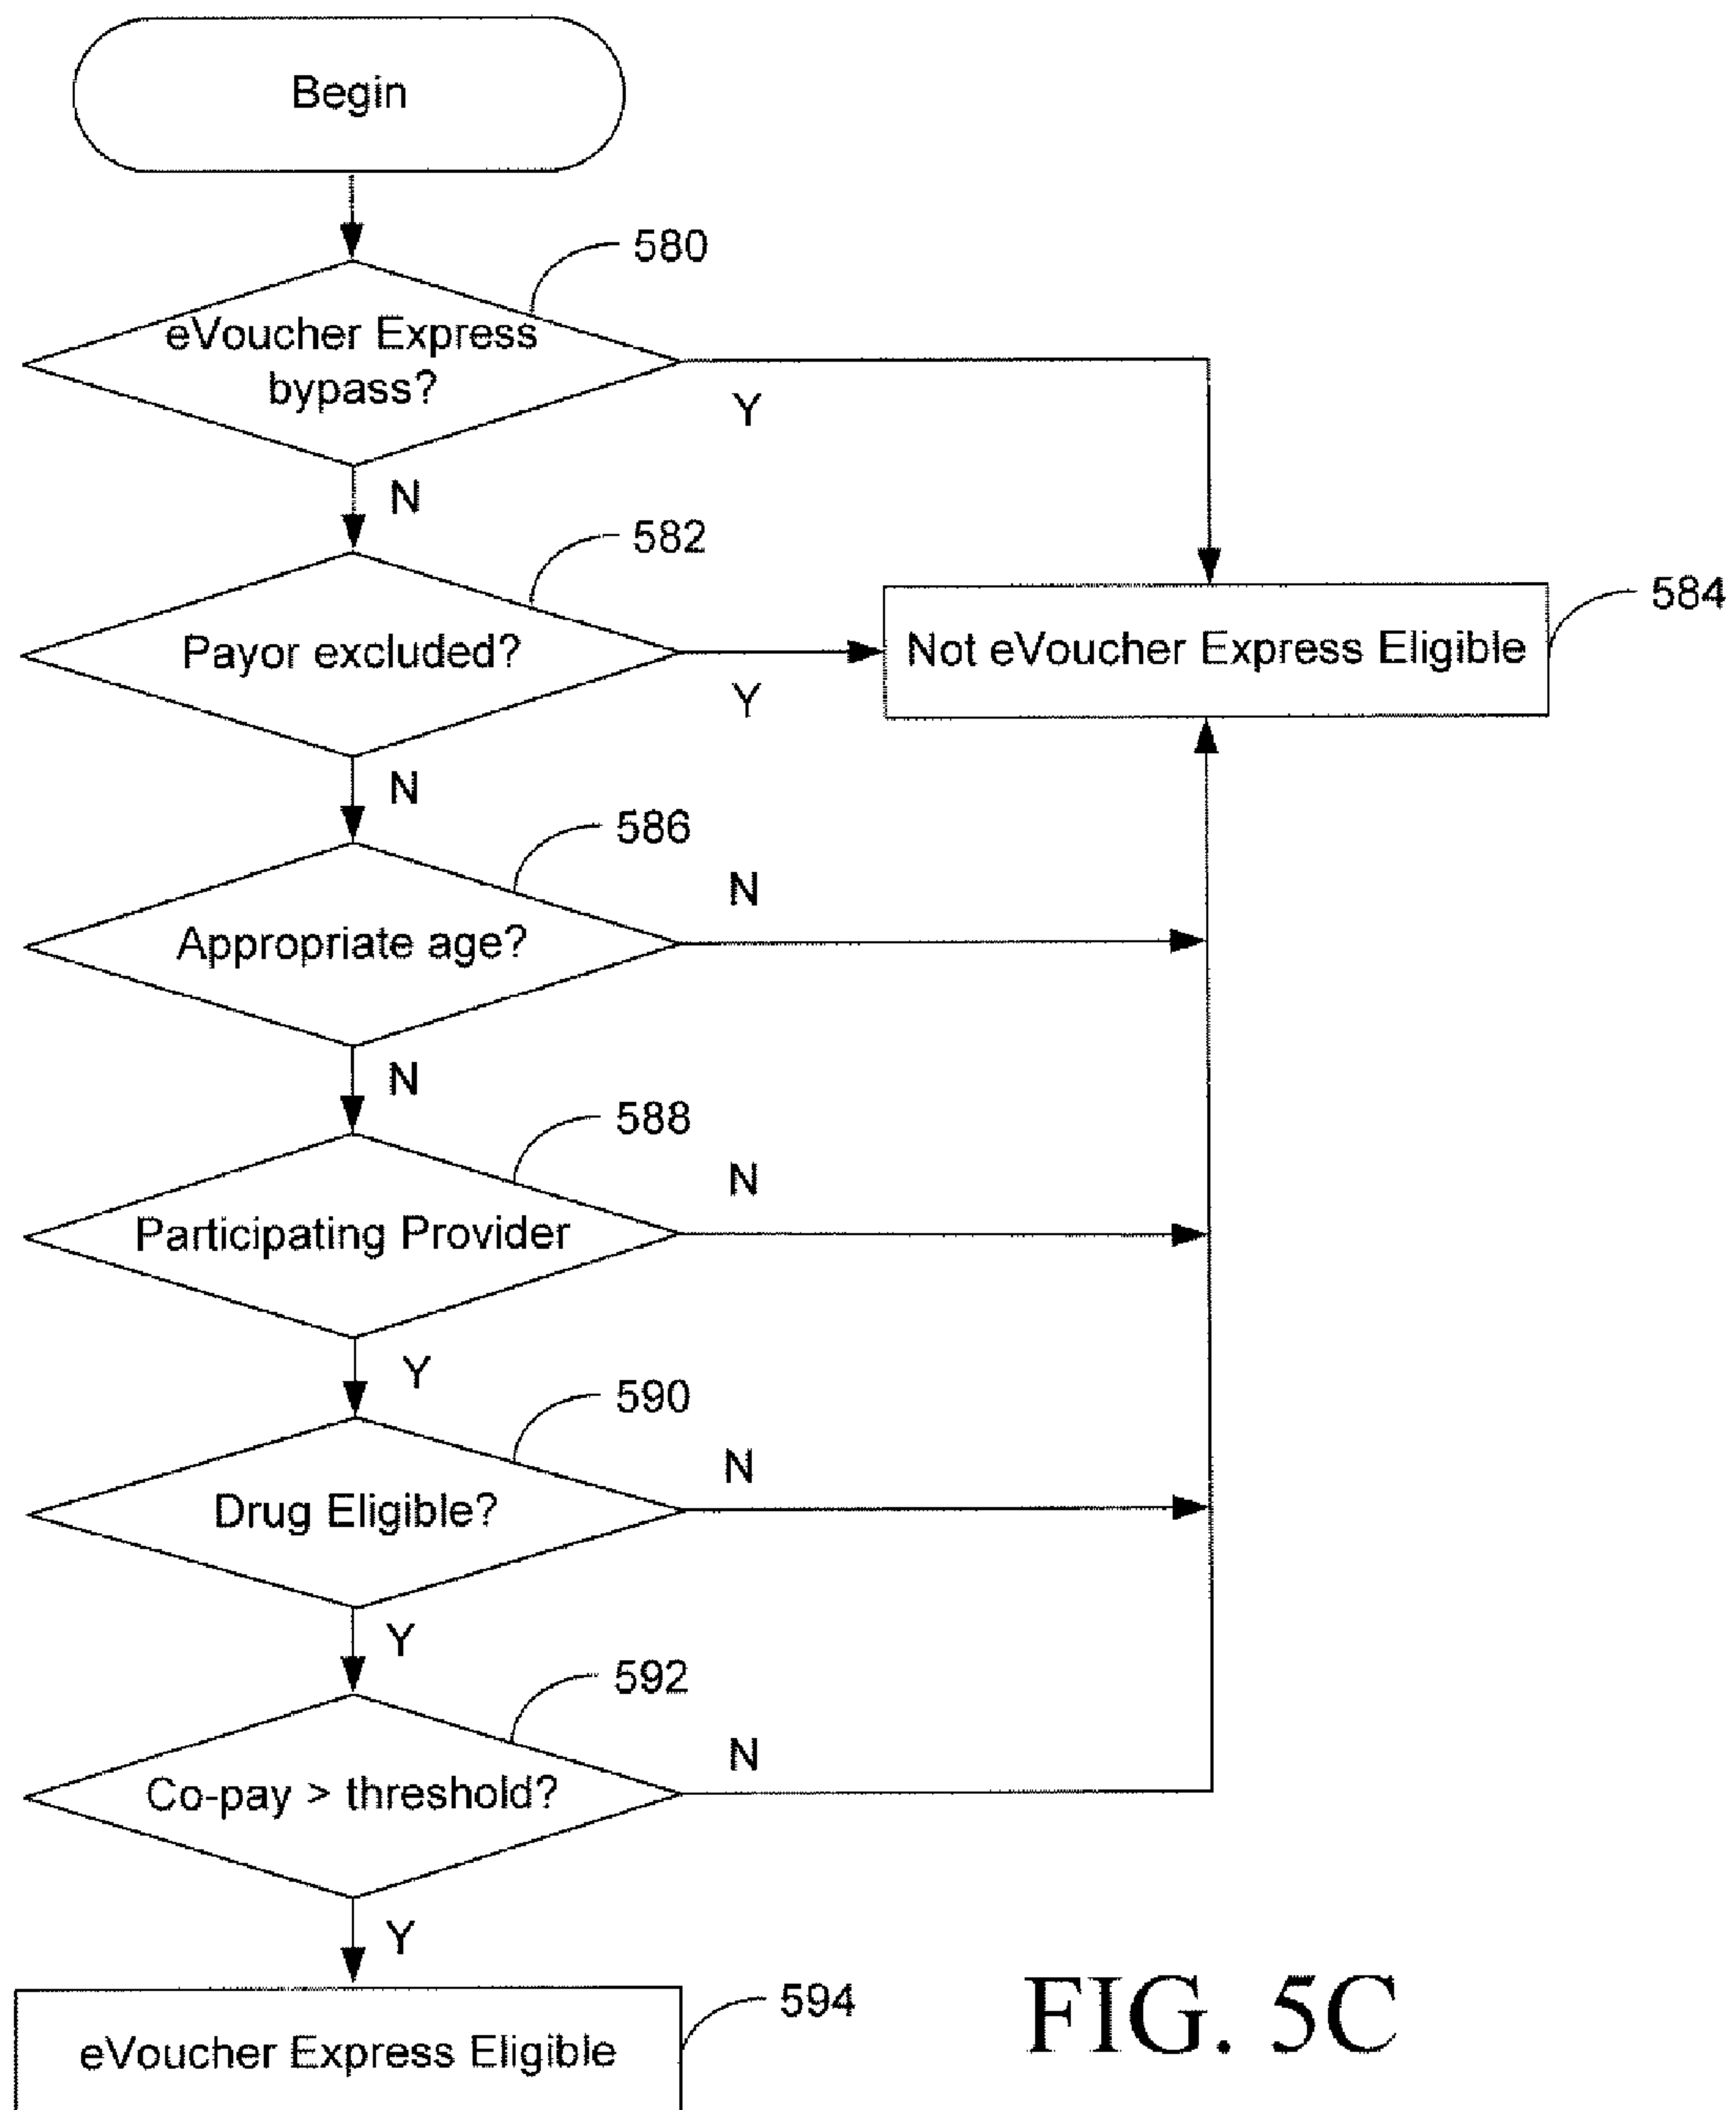 Begin
580
eVoucher Express
bypass?
Y
N
582
Payor excluded?
Y
584
Not eVoucher Express Eligible
N
586
N
Appropriate age?
N
588
N
Participating Provider
Y
590
N
Drug Eligible?
Y
592
N
Co-pay > threshold?
Y
594
eVoucher Express Eligible
FIG. 5C